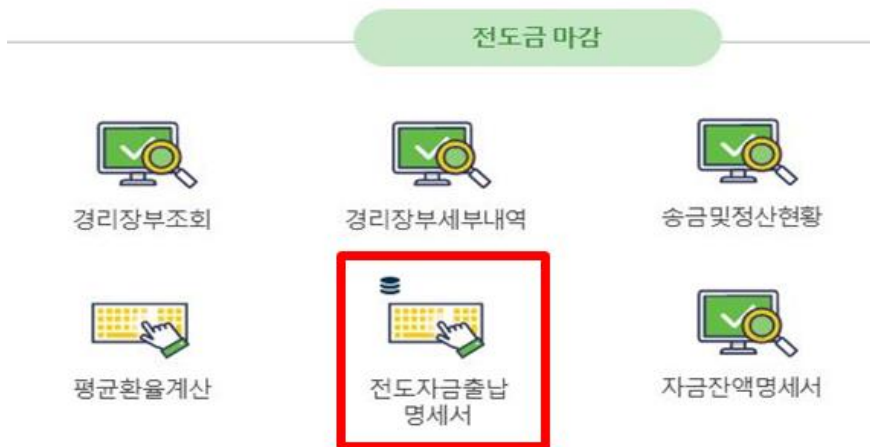 전도금 마감
경리장부조회
경리장부세부내역
송금및정산현황
평균환율계산
전도자금출납
명세서
자금잔액명세서